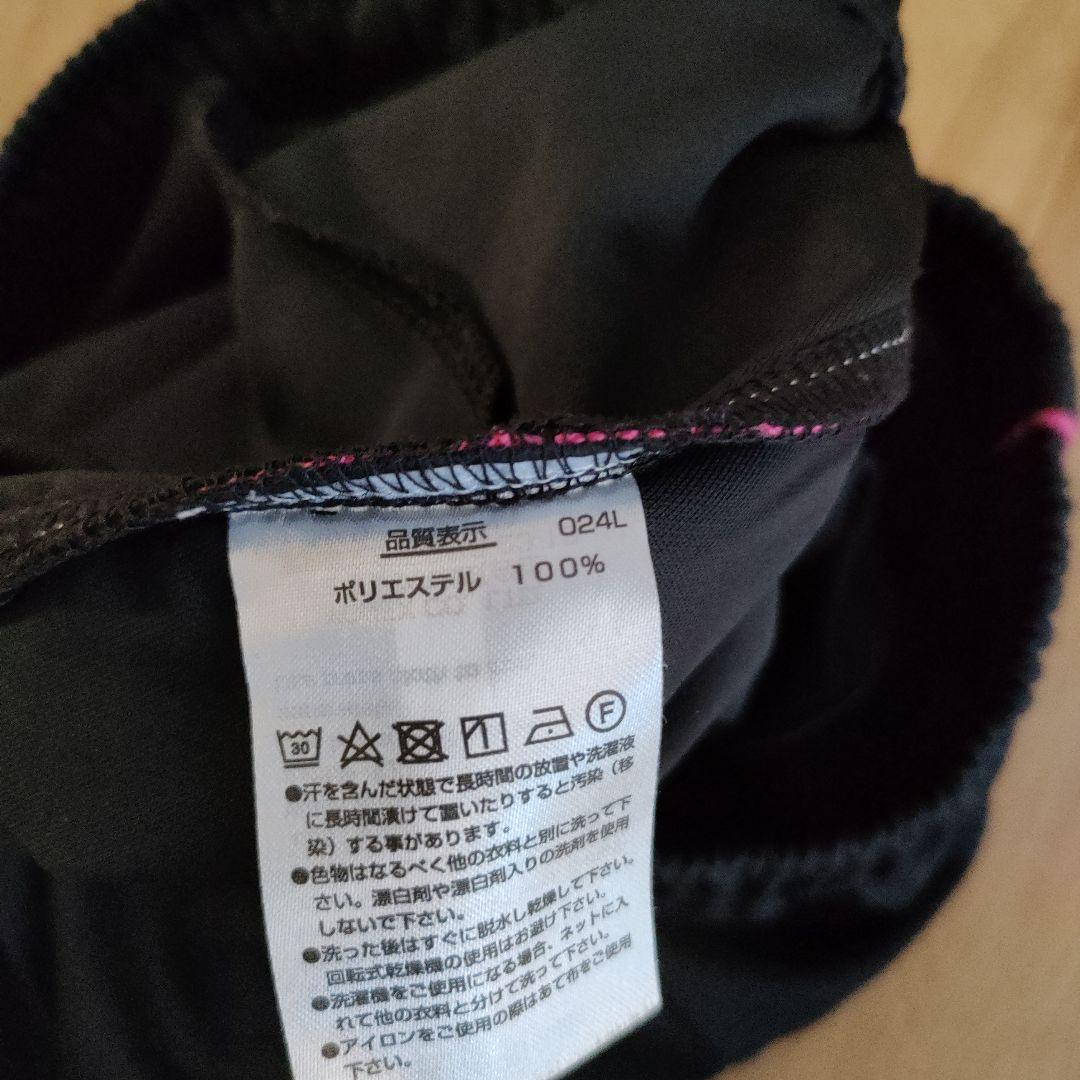 品質表示 024L
ポリエステル 100%
30 F
●汗を含んだ状態で長時間の放置や洗濯液
に長時間漬けて置いたりすると汚染(移
染)する事があります。
●色物はなるべく他の衣料と別に洗って下
さい。漂白剤や漂白剤入りの洗剤を使用
しないで下さい。
●洗った後はすぐに脱水し乾燥して下さい。
回転式乾燥機の使用はお避け下さい。
●洗濯機をご使用になる場合、ネットに入
れて他の衣料と分けて洗って下さい。
●アイロンをご使用の際はあて布をご使用
下さい。